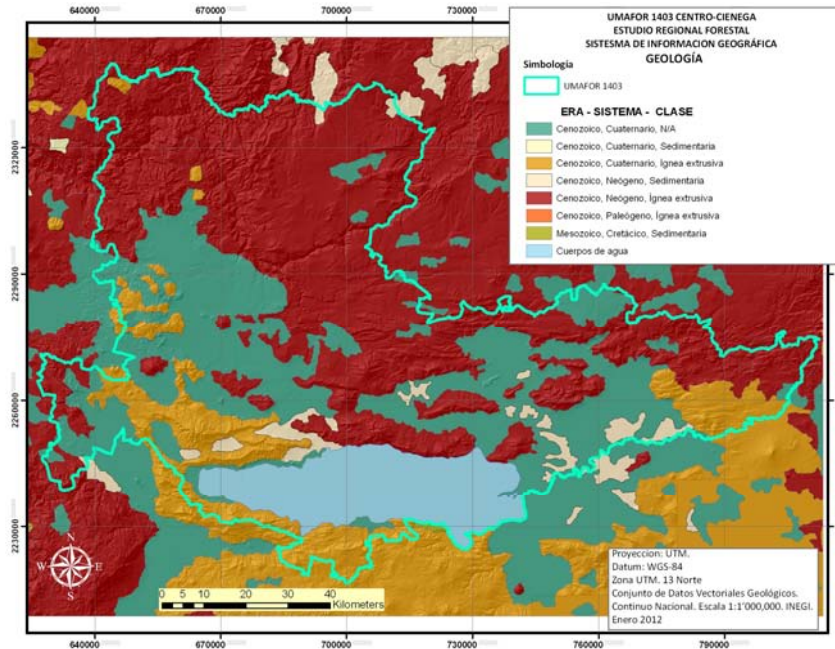 640000 670000 700000 730000
UMAFOR 1403 CENTRO-CIENEGA
ESTUDIO REGIONAL FORESTAL
SISTEMA DE INFORMACION GEOGRÁFICA
GEOLOGÍA
Simbología
UMAFOR 1403
ERA - SISTEMA - CLASE
Cenozoico, Cuaternario, N/A
Cenozoico, Cuaternario, Sedimentaria
Cenozoico, Cuaternario, Ígnea extrusiva
Cenozoico, Neógeno, Sedimentaria
Cenozoico, Neógeno, Ígnea extrusiva
Cenozoico, Paleógeno, Ígnea extrusiva
Mesozoico, Cretácico, Sedimentaria
Cuerpos de agua
2290000
2260000
2230000
N
W E
S
0 5 10 20 30 40
Kilometers
Proyeccion: UTM.
Datum: WGS-84
Zona UTM. 13 Norte
Conjunto de Datos Vectoriales Geológicos.
Continuo Nacional. Escala 1:1'000,000. INEGI.
Enero 2012
640000 670000 700000 730000 760000 790000